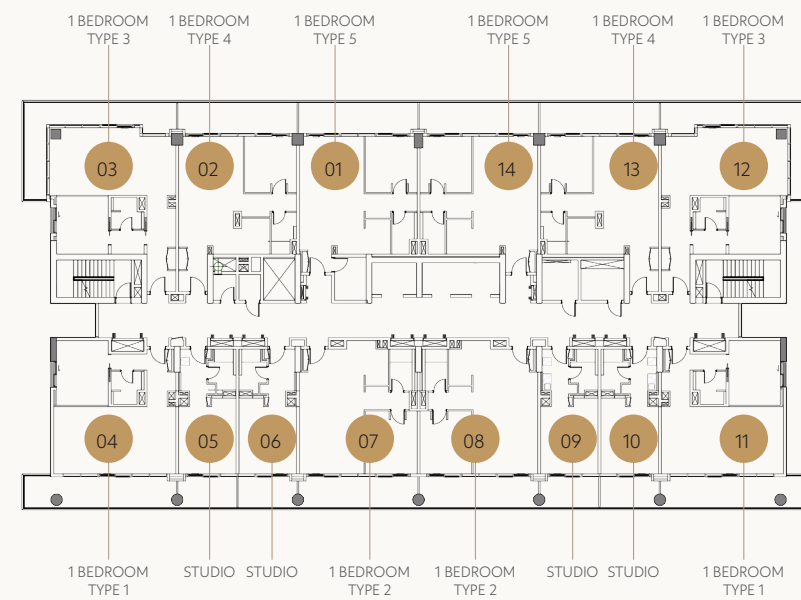 1 BEDROOM
TYPE 3
1 BEDROOM
TYPE 4
1 BEDROOM
TYPE 5
1 BEDROOM
TYPE 5
1 BEDROOM
TYPE 4
1 BEDROOM
TYPE 3
03
02
01
14
13
12
04
05
06
07
08
09
10
11
1 BEDROOM
TYPE 1
STUDIO
STUDIO
1 BEDROOM
TYPE 2
1 BEDROOM
TYPE 2
STUDIO
STUDIO
1 BEDROOM
TYPE 1